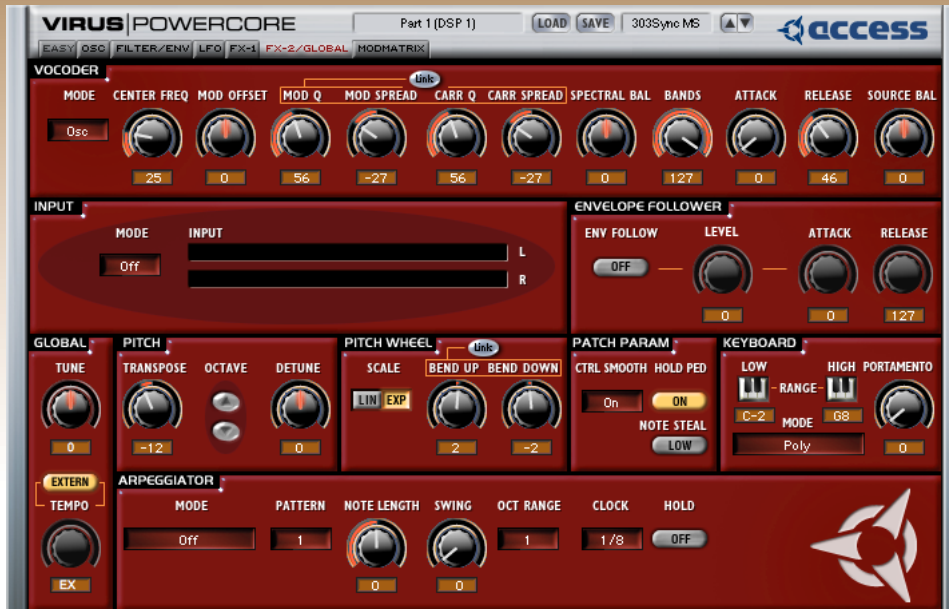 VIRUS|POWERCORE Part 1 (DSP 1) LOAD SAVE 303Sync MS access
EASY OSC FILTER/ENV LFO FX-1 FX-2/GLOBAL MODMATRIX
VOCODER
Link
MODE CENTER FREQ MOD OFFSET MOD Q MOD SPREAD CARR Q CARR SPREAD SPECTRAL BAL BANDS ATTACK RELEASE SOURCE BAL
Osc
25 0 56 -27 56 -27 0 127 0 46 0
INPUT ENVELOPE FOLLOWER
MODE INPUT ENV FOLLOW LEVEL ATTACK RELEASE
L
Off OFF
R
0 0 127
GLOBAL PITCH PITCH WHEEL Link PATCH PARAM KEYBOARD
TUNE TRANSPOSE OCTAVE DETUNE SCALE BEND UP BEND DOWN CTRL SMOOTH HOLD PED LOW HIGH PORTAMENTO
RANGE
LIN EXP On ON
C-2 G8
NOTE STEAL MODE
0 -12 0 2 -2 LOW Poly 0
EXTERN ARPEGGIATOR
TEMPO MODE PATTERN NOTE LENGTH SWING OCT RANGE CLOCK HOLD
Off 1 1 1/8 OFF
EX 0 0